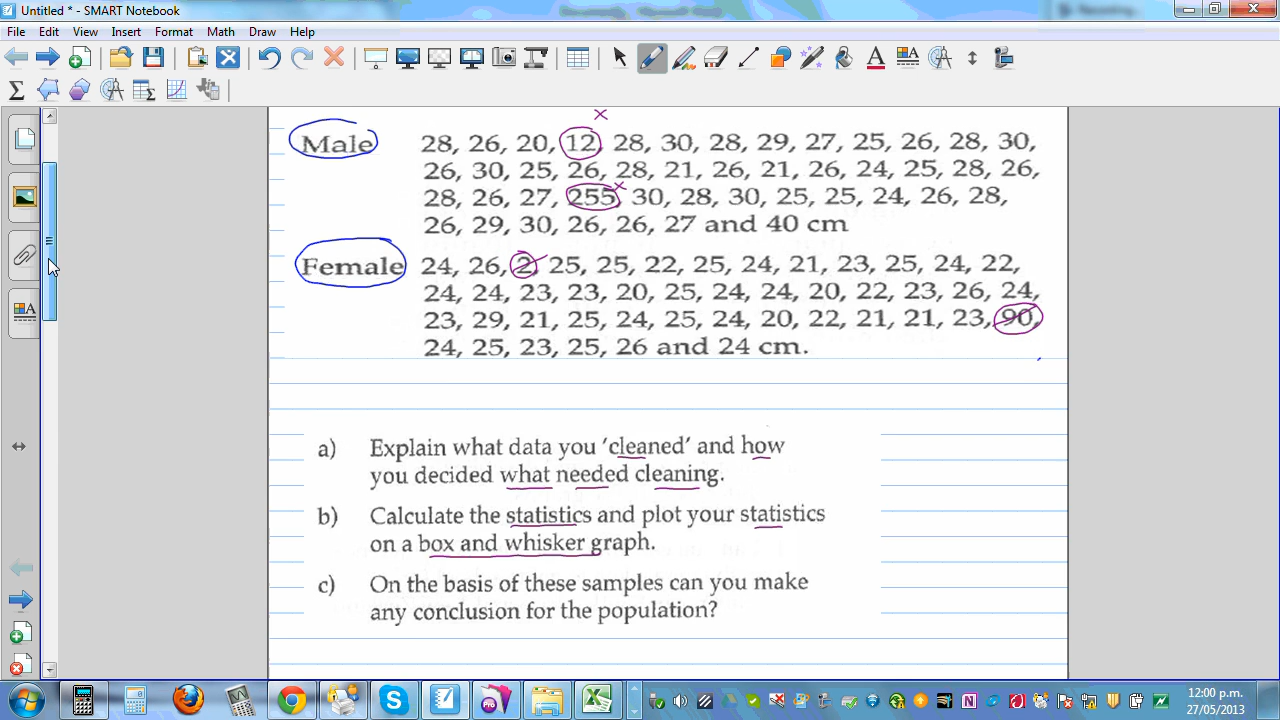 Untitled * - SMART Notebook
File Edit View Insert Format Math Draw Help
Male 28, 26, 20, 12, 28, 30, 28, 29, 27, 25, 26, 28, 30,
26, 30, 25, 26, 28, 21, 26, 21, 26, 24, 25, 28, 26,
28, 26, 27, 255, 30, 28, 30, 25, 25, 24, 26, 28,
26, 29, 30, 26, 26, 27 and 40 cm
Female 24, 26, 2, 25, 25, 22, 25, 24, 21, 23, 25, 24, 22,
24, 24, 23, 23, 20, 25, 24, 24, 20, 22, 23, 26, 24,
23, 29, 21, 25, 24, 25, 24, 20, 22, 21, 21, 23, 90,
24, 25, 23, 25, 26 and 24 cm.
a) Explain what data you 'cleaned' and how
you decided what needed cleaning.
b) Calculate the statistics and plot your statistics
on a box and whisker graph.
c) On the basis of these samples can you make
any conclusion for the population?
12:00 p.m.
27/05/2013